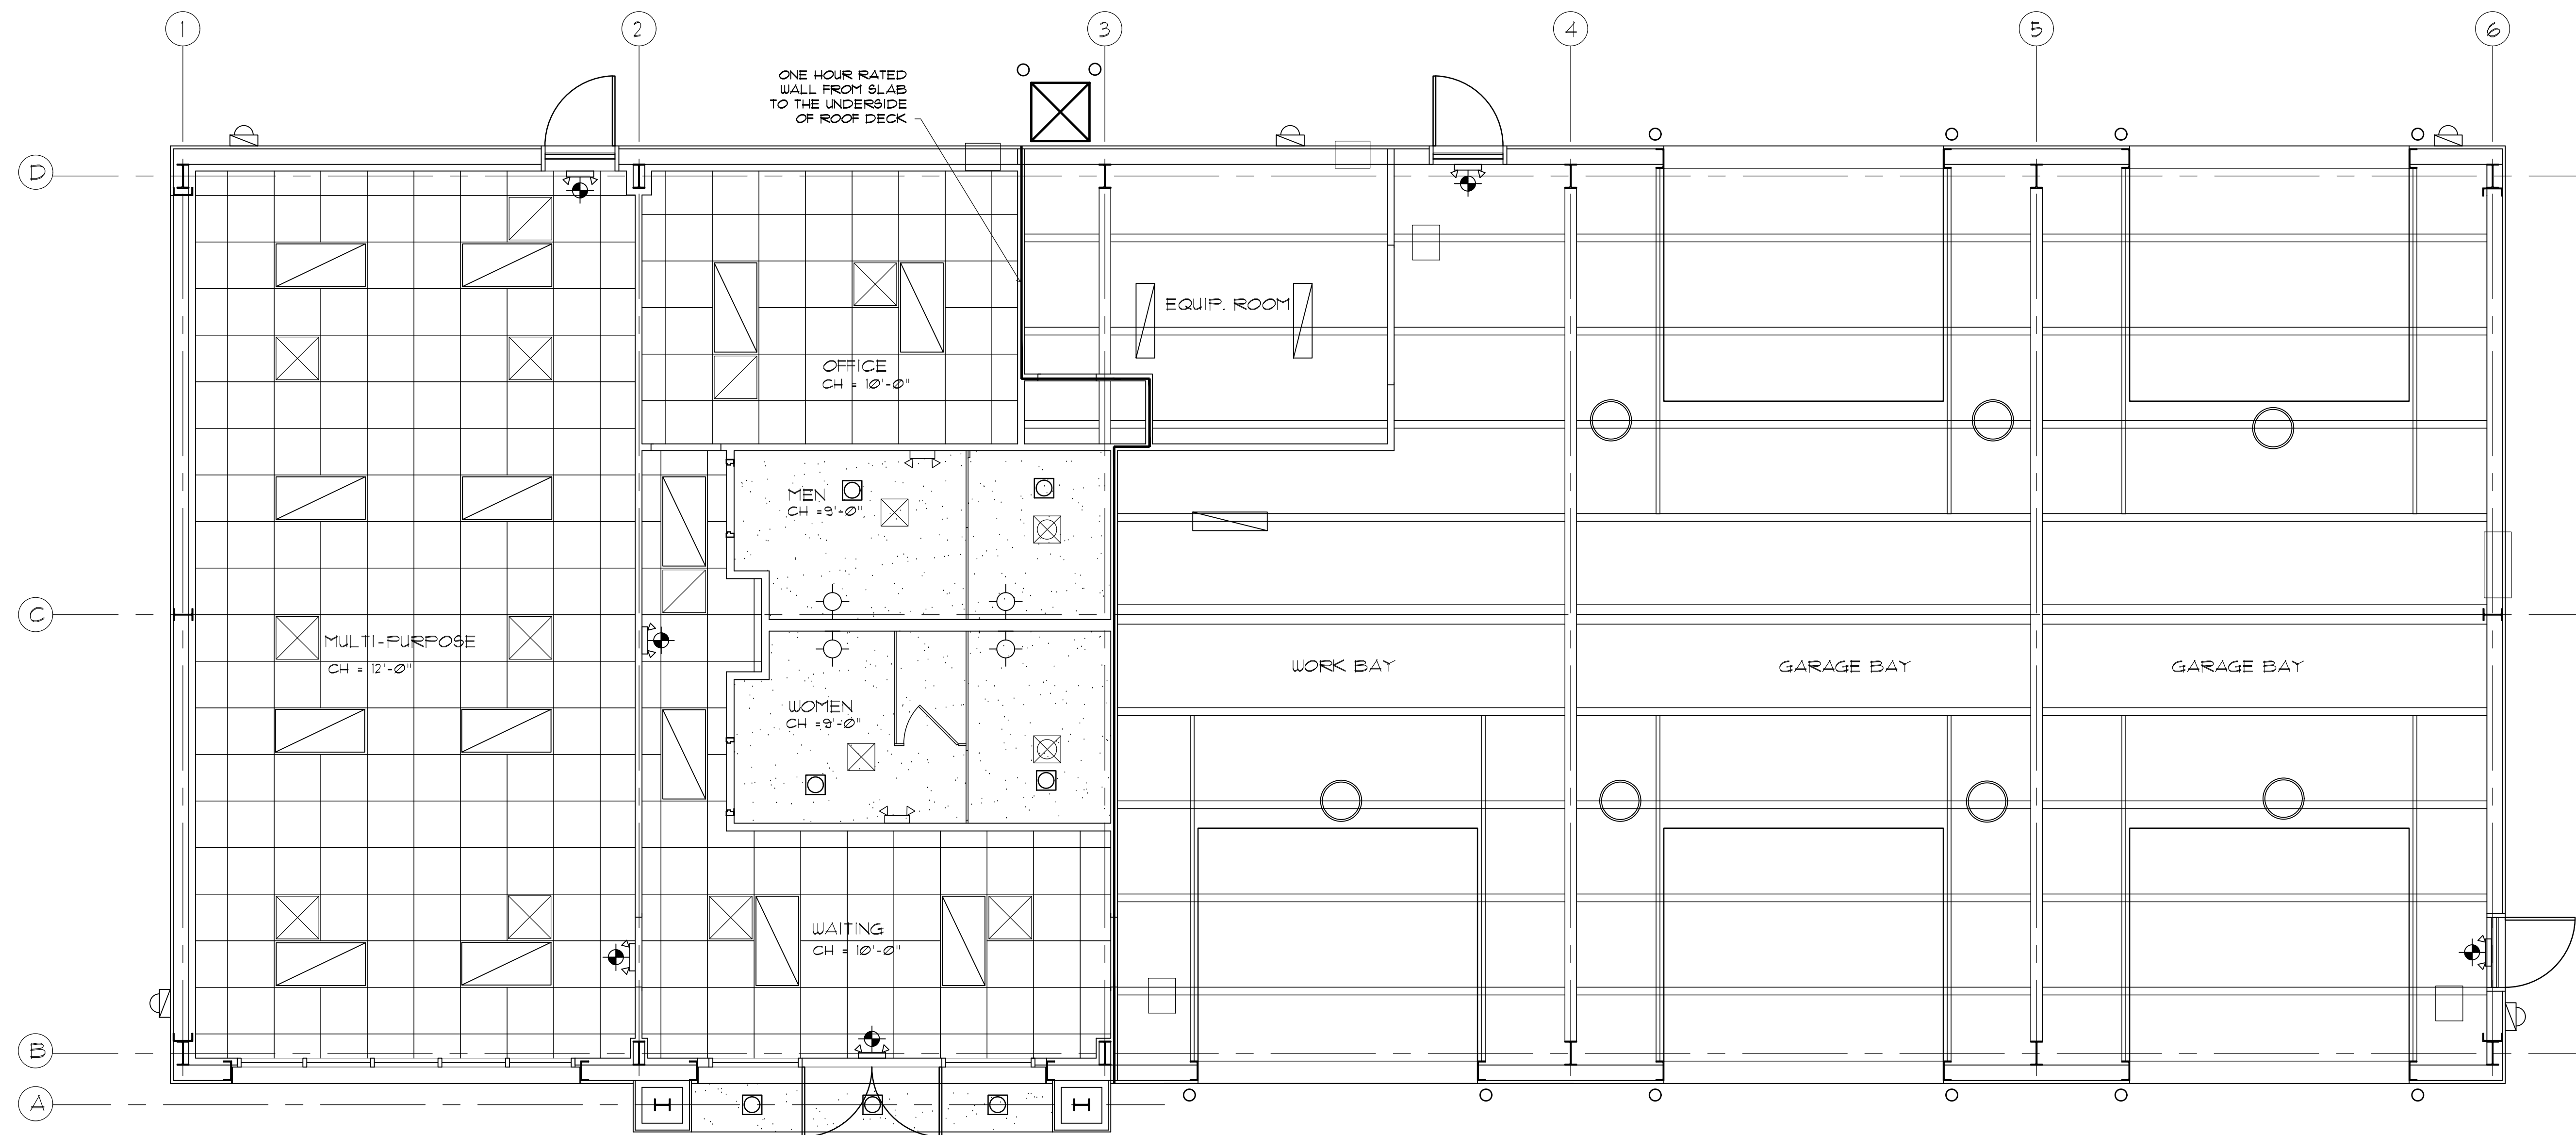 1
2
3
4
5
6
ONE HOUR RATED
WALL FROM SLAB
TO THE UNDERSIDE
OF ROOF DECK
D
EQUIP. ROOM
OFFICE
CH = 10'-0"
MEN
CH =9'-0"
C
MULTI-PURPOSE
CH = 12'-0"
WORK BAY
GARAGE BAY
GARAGE BAY
WOMEN
CH =9'-0"
WAITING
CH = 10'-0"
B
A